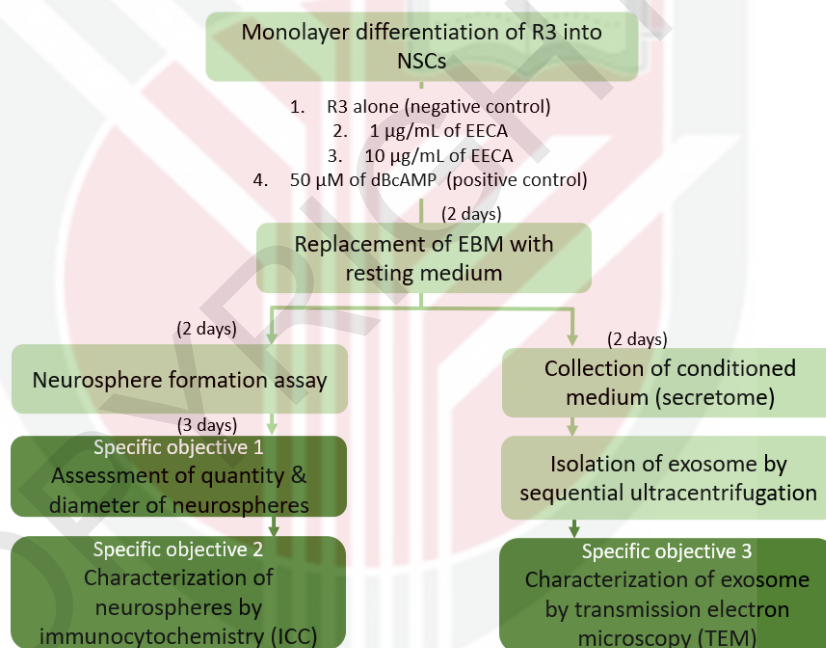 Monolayer differentiation of R3 into
NSCs
1. R3 alone (negative control)
2. 1 µg/mL of EECA
3. 10 µg/mL of EECA
4. 50 µM of dBcAMP (positive control)
(2 days)
Replacement of EBM with
resting medium
(2 days)
Neurosphere formation assay
(3 days)
Specific objective 1
Assessment of quantity &
diameter of neurospheres
Specific objective 2
Characterization of
neurospheres by
immunocytochemistry (ICC)
(2 days)
Collection of conditioned
medium (secretome)
Isolation of exosome by
sequential ultracentrifugation
Specific objective 3
Characterization of exosome
by transmission electron
microscopy (TEM)
OPYRIGH